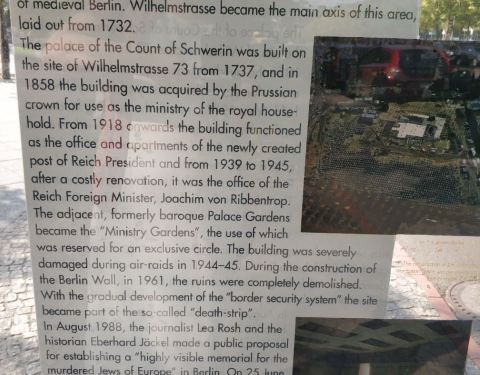 of medieval Berlin. Wilhelmstrasse became the main axis of this area,
laid out from 1732.
The palace of the Count of Schwerin was built on
the site of Wilhelmstrasse 73 from 1737, and in
1858 the building was acquired by the Prussian
crown for use as the ministry of the royal house-
hold. From 1918 onwards the building functioned
as the office and apartments of the newly created
post of Reich President and from 1939 to 1945,
after a costly renovation, it was the office of the
Reich Foreign Minister, Joachim von Ribbentrop.
The adjacent, formerly baroque Palace Gardens
became the "Ministry Gardens", the use of which
was reserved for an exclusive circle. The building was severely
damaged during air-raids in 1944–45. During the construction of
the Berlin Wall, in 1961, the ruins were completely demolished.
With the gradual development of the "border security system" the site
became part of the so-called "death-strip".
In August 1988, the journalist Lea Rosh and the
historian Eberhard Jäckel made a public proposal
for establishing a "highly visible memorial for the
murdered Jews of Europe" in Berlin. On 25 June